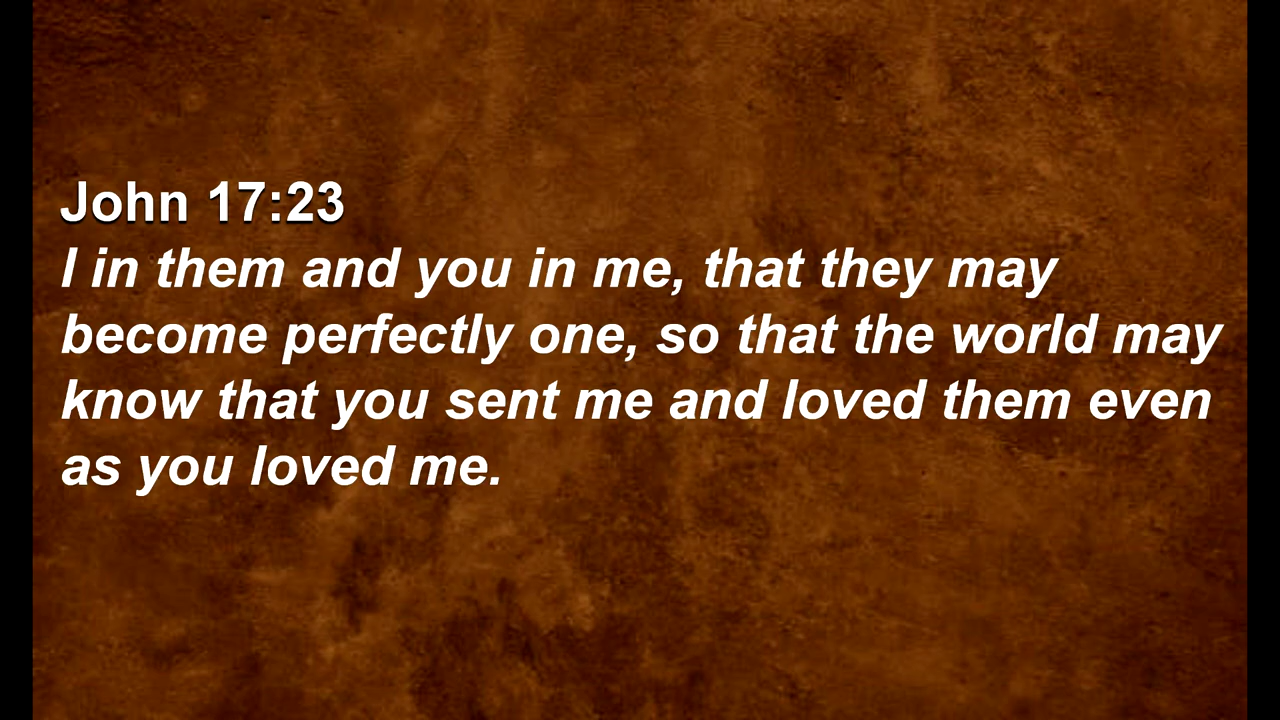 John 17:23
I in them and you in me, that they may
become perfectly one, so that the world may
know that you sent me and loved them even
as you loved me.